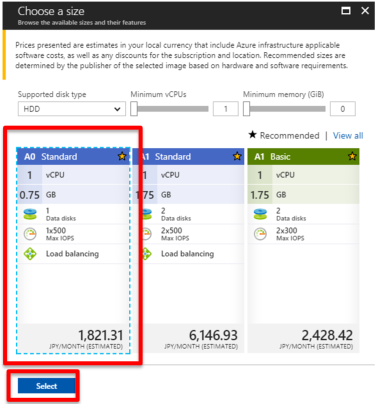 Choose a size
Browse the available sizes and their features
Prices presented are estimates in your local currency that include Azure infrastructure applicable
software costs, as well as any discounts for the subscription and location. Recommended sizes are
determined by the publisher of the selected image based on hardware and software requirements.
Supported disk type
HDD
Minimum vCPUs
1
Minimum memory (GiB)
0
★ Recommended | View all
A0 Standard
1 vCPU
0.75 GB
1
Data disks
1x500
Max IOPS
Load balancing
1,821.31
JPY/MONTH (ESTIMATED)
A1 Standard
1 vCPU
1.75 GB
2
Data disks
2x500
Max IOPS
Load balancing
6,146.93
JPY/MONTH (ESTIMATED)
A1 Basic
1 vCPU
1.75 GB
2
Data disks
2x300
Max IOPS
2,428.42
JPY/MONTH (ESTIMATED)
Select